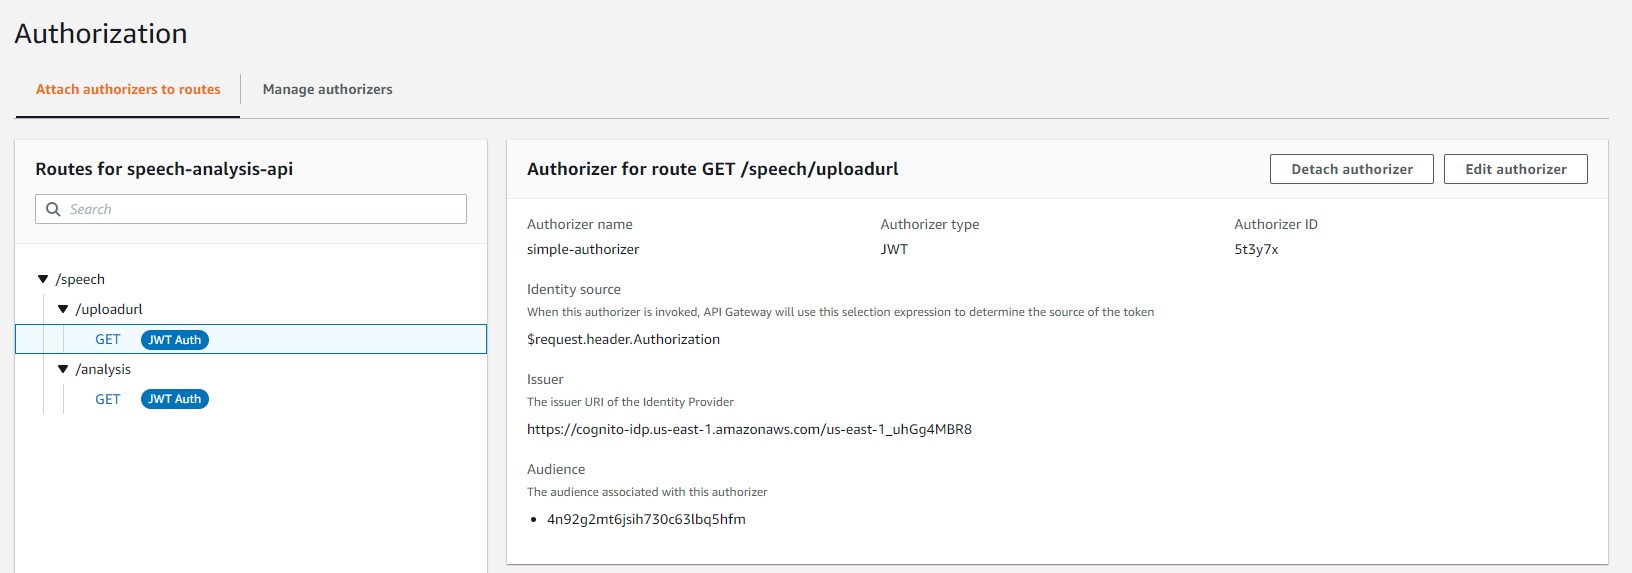 Authorization
Attach authorizers to routes
Manage authorizers
Routes for speech-analysis-api
Search
/speech
/uploadurl
GET JWT Auth
/analysis
GET JWT Auth
Authorizer for route GET /speech/uploadurl
Detach authorizer
Edit authorizer
Authorizer name
simple-authorizer
Authorizer type
JWT
Authorizer ID
5t3y7x
Identity source
When this authorizer is invoked, API Gateway will use this selection expression to determine the source of the token
$request.header.Authorization
Issuer
The issuer URI of the Identity Provider
https://cognito-idp.us-east-1.amazonaws.com/us-east-1_uhGg4MBR8
Audience
The audience associated with this authorizer
• 4n92g2mt6jsih730c63lbq5hfm